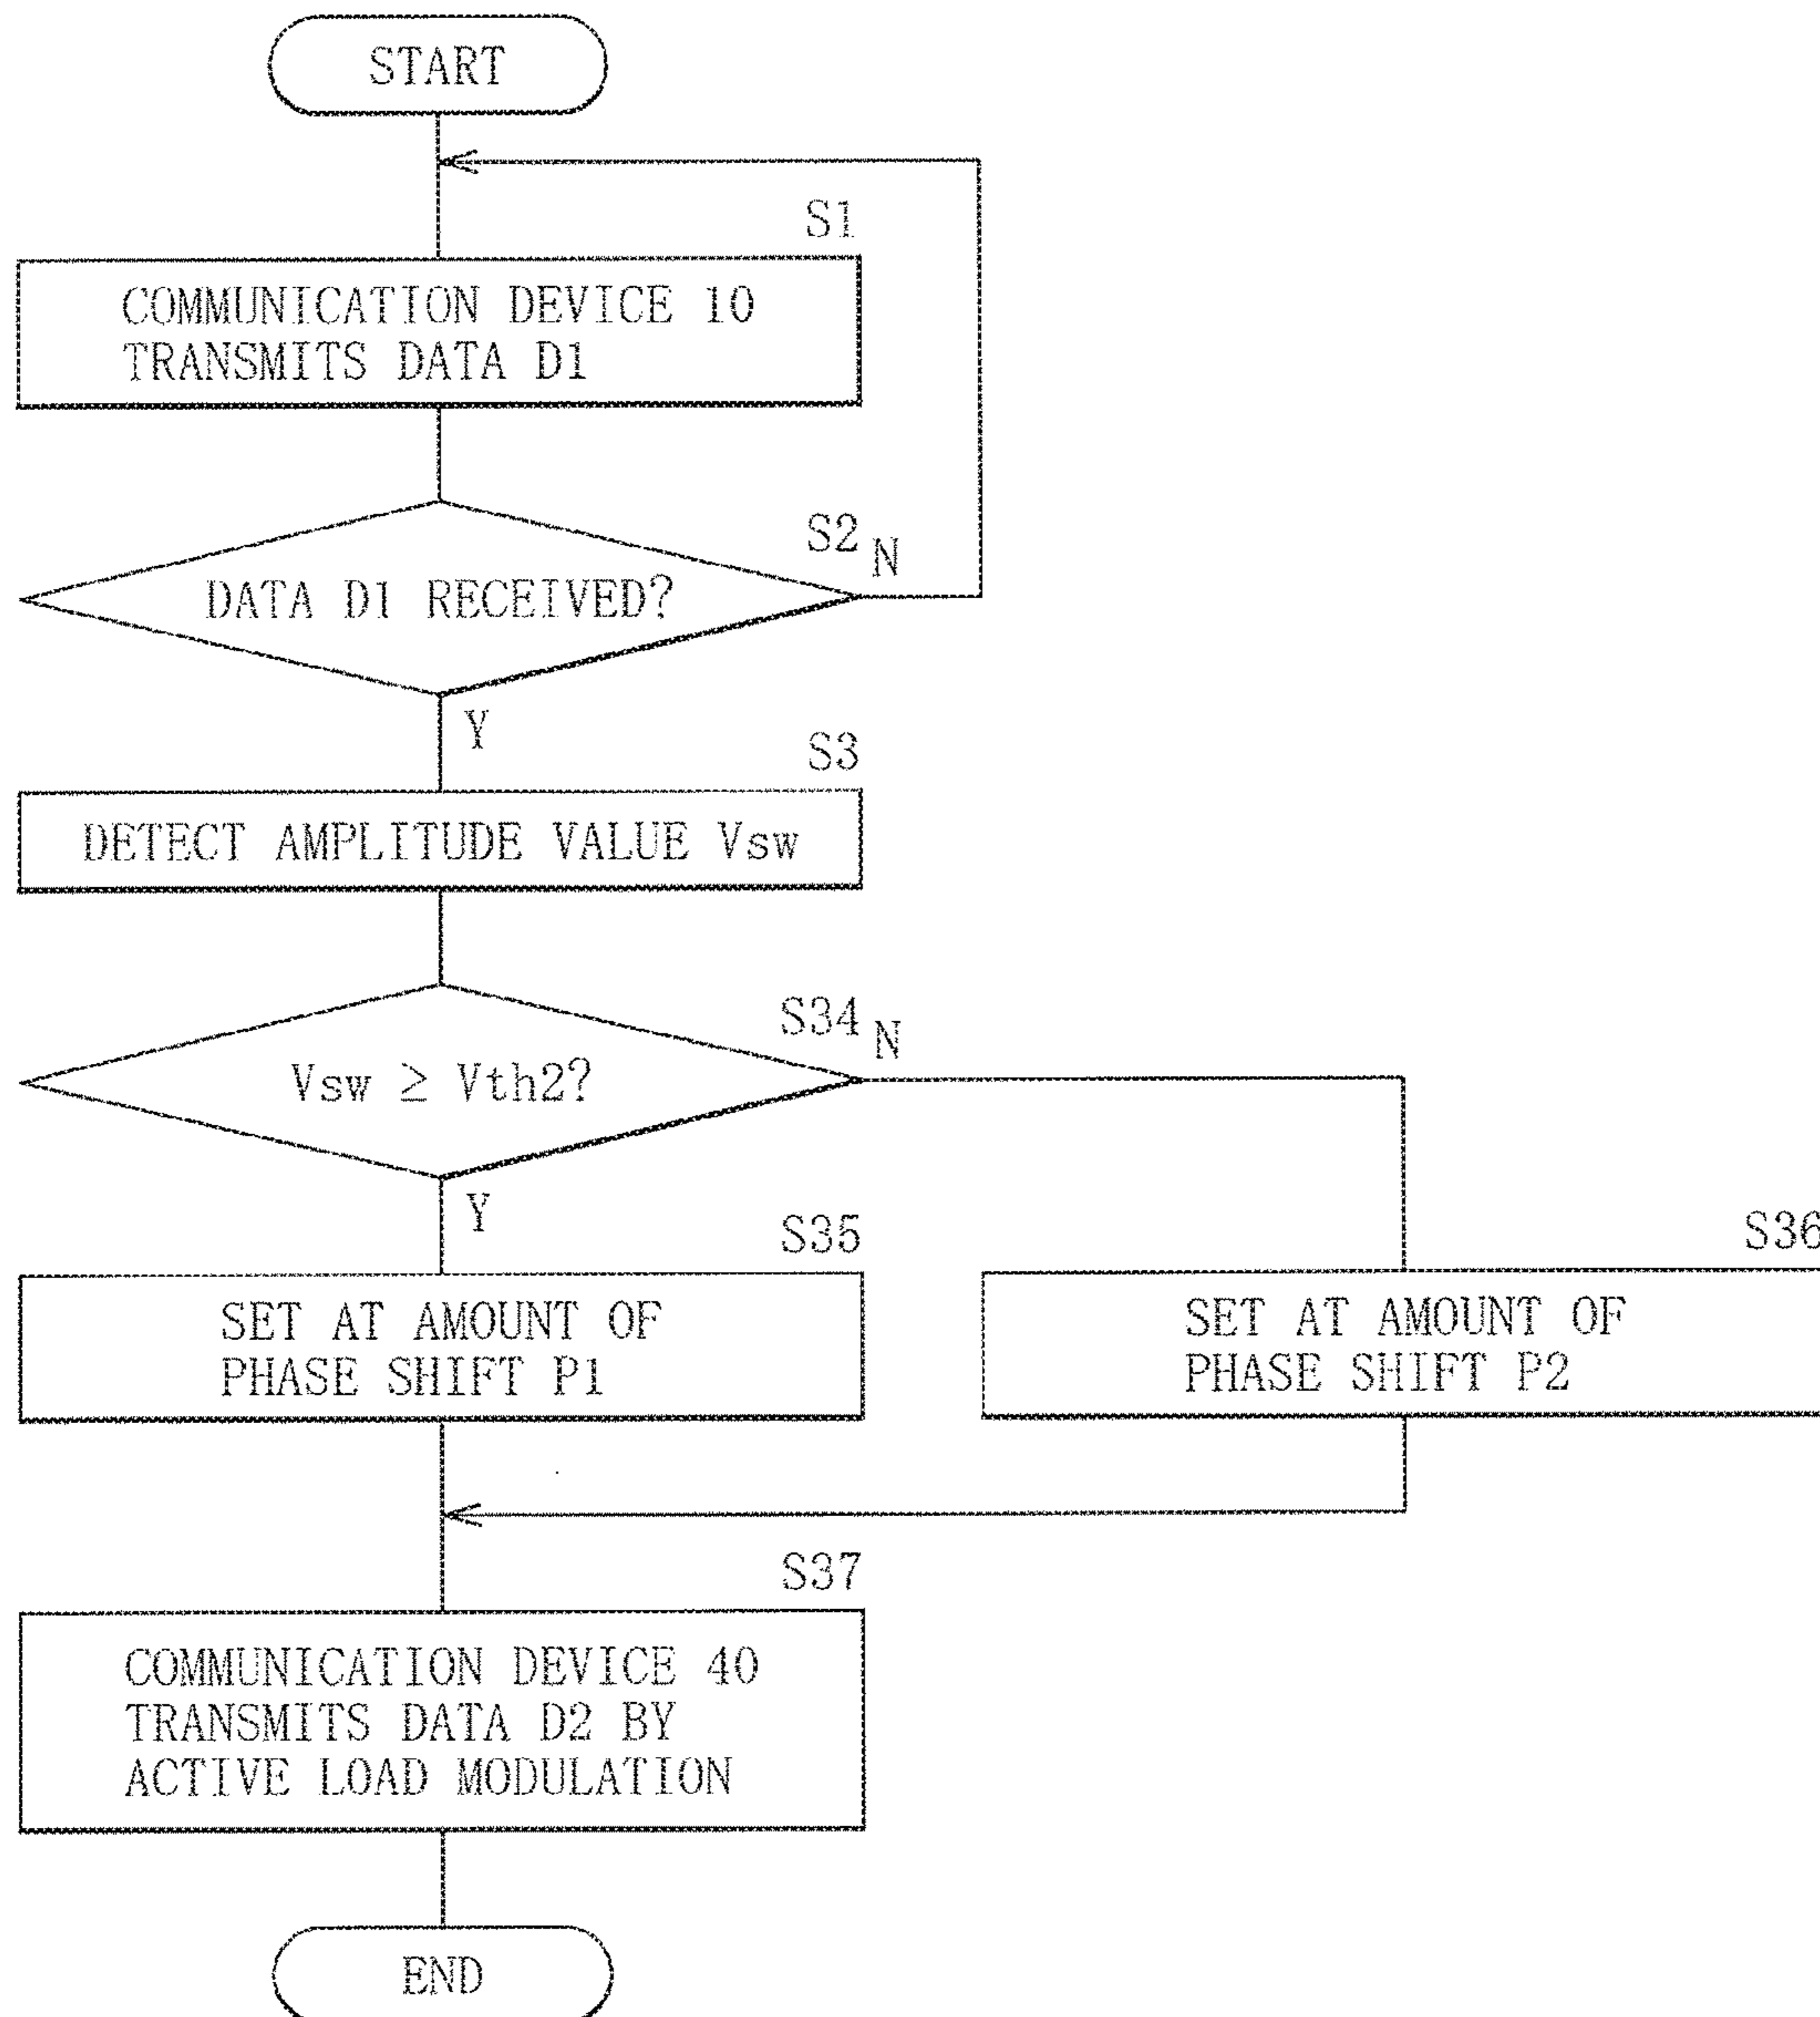 START
S1
COMMUNICATION DEVICE 10
TRANSMITS DATA D1
S2
N
DATA D1 RECEIVED?
Y
S3
DETECT AMPLITUDE VALUE Vsw
S34
N
Vsw ≥ Vth2?
Y
S35
SET AT AMOUNT OF
PHASE SHIFT P1
S36
SET AT AMOUNT OF
PHASE SHIFT P2
S37
COMMUNICATION DEVICE 40
TRANSMITS DATA D2 BY
ACTIVE LOAD MODULATION
END